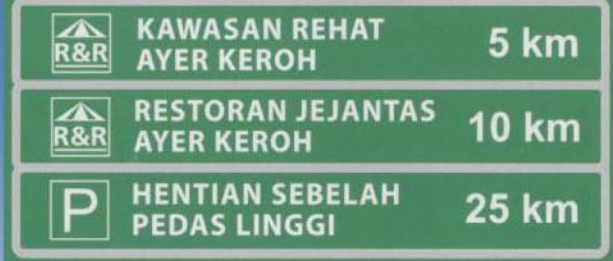 R&R KAWASAN REHAT
AYER KEROH 5 km
R&R RESTORAN JEJANTAS
AYER KEROH 10 km
P HENTIAN SEBELAH
PEDAS LINGGI 25 km